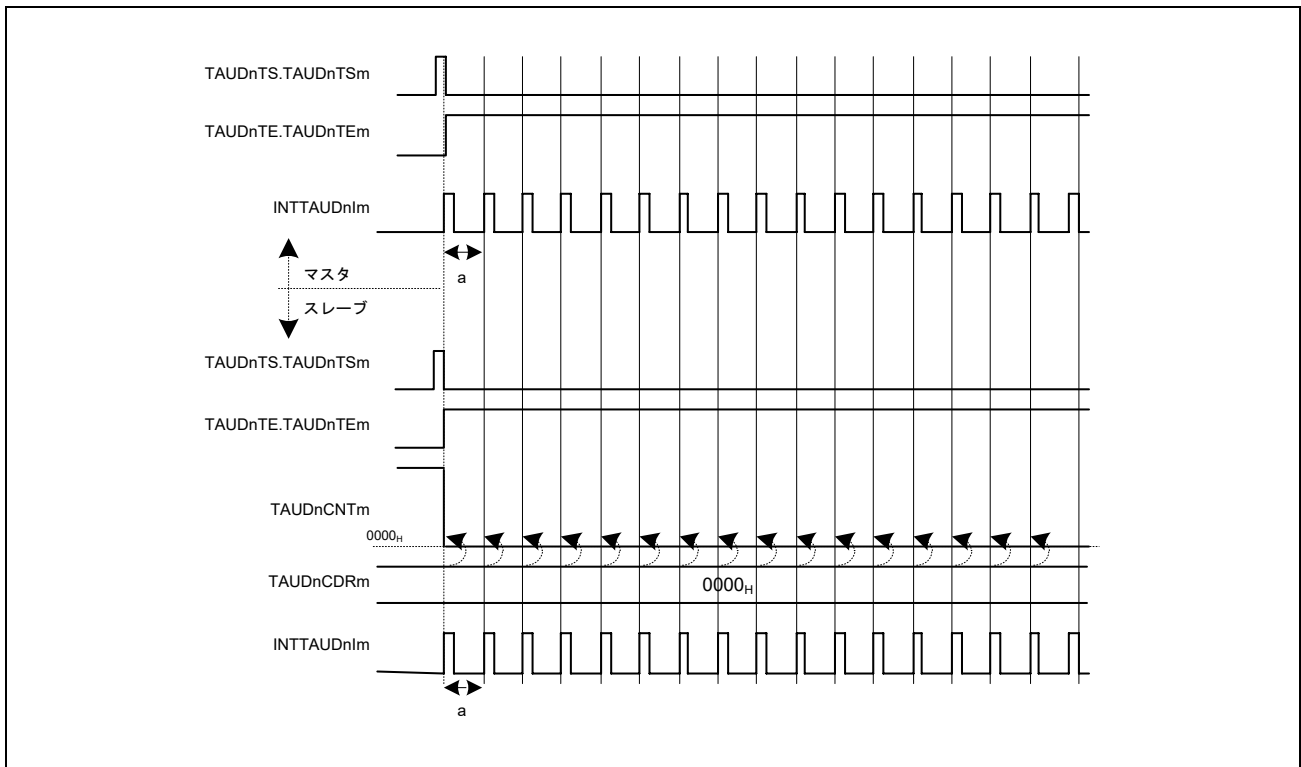 TAUDnTS.TAUDnTSm
TAUDnTE.TAUDnTEm
INTTAUDnIm
a
マスタ
スレーブ
TAUDnTS.TAUDnTSm
TAUDnTE.TAUDnTEm
TAUDnCNTm
0000H
TAUDnCDRm
0000H
INTTAUDnIm
a